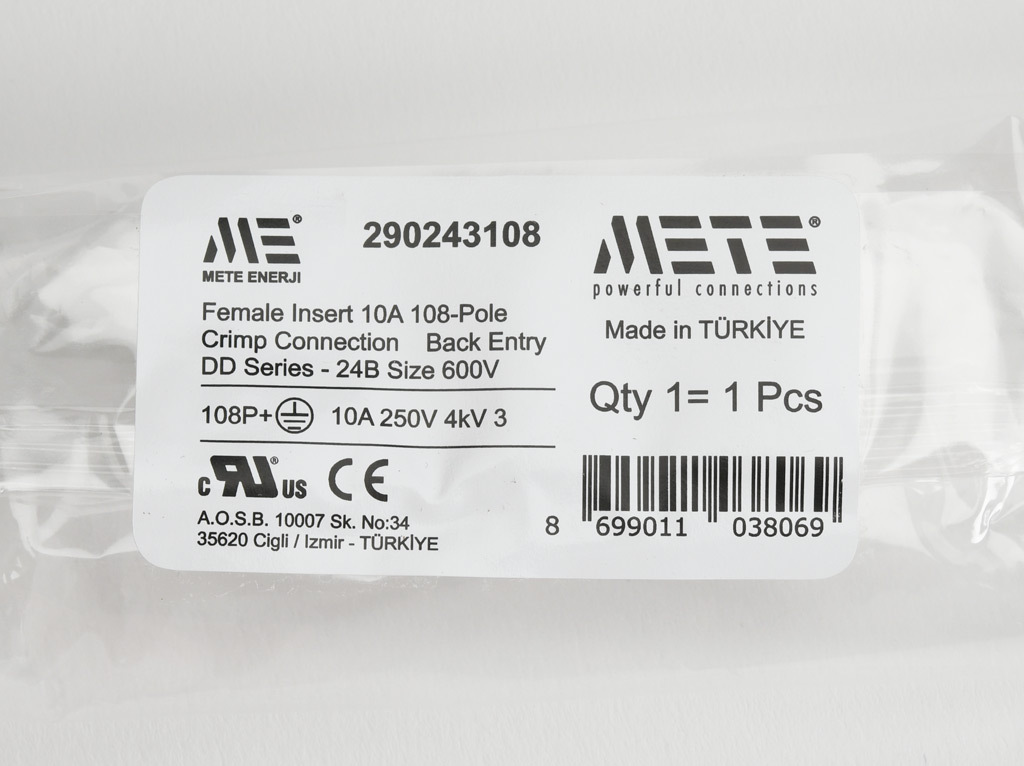 ME®
METE ENERJI
290243108
Female Insert 10A 108-Pole
Crimp Connection Back Entry
DD Series - 24B Size 600V
108P+ 10A 250V 4kV 3
c RU® US CE
A.O.S.B. 10007 Sk. No:34
35620 Cigli / Izmir - TÜRKİYE
METE®
powerful connections
Made in TÜRKİYE
Qty 1= 1 Pcs
8 699011 038069